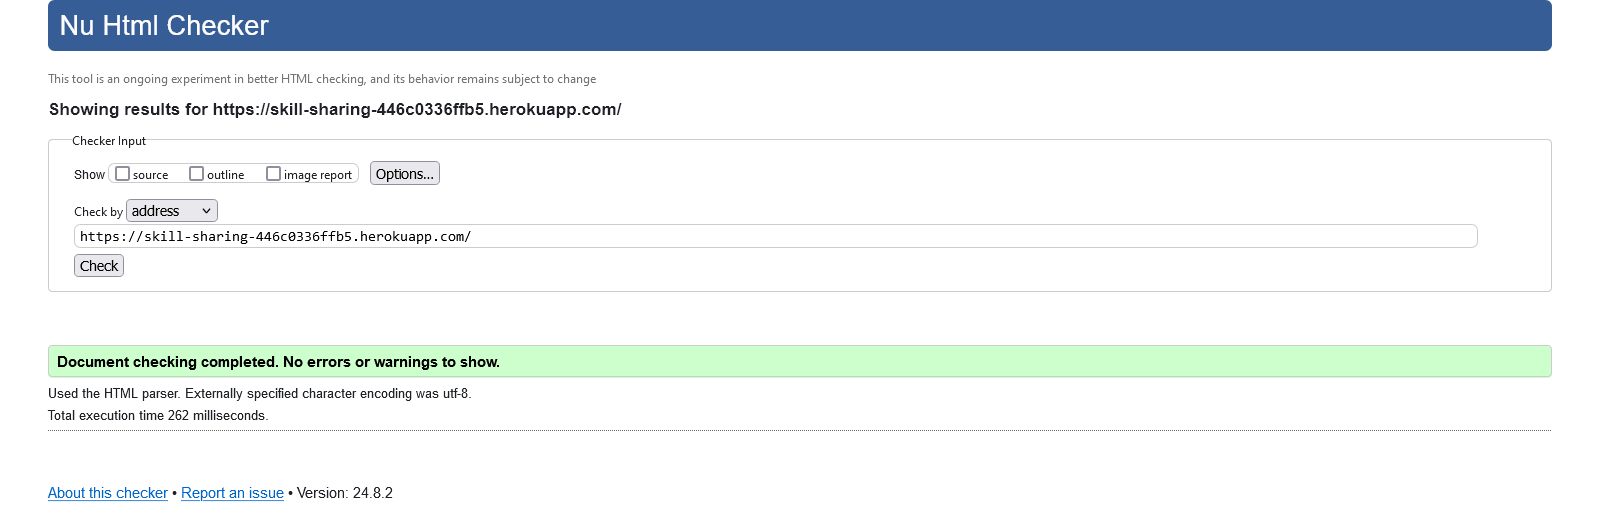 Nu Html Checker
This tool is an ongoing experiment in better HTML checking, and its behavior remains subject to change
Showing results for https://skill-sharing-446c0336ffb5.herokuapp.com/
Checker Input
Show source outline image report Options...
Check by address
https://skill-sharing-446c0336ffb5.herokuapp.com/
Check
Document checking completed. No errors or warnings to show.
Used the HTML parser. Externally specified character encoding was utf-8.
Total execution time 262 milliseconds.
About this checker • Report an issue • Version: 24.8.2